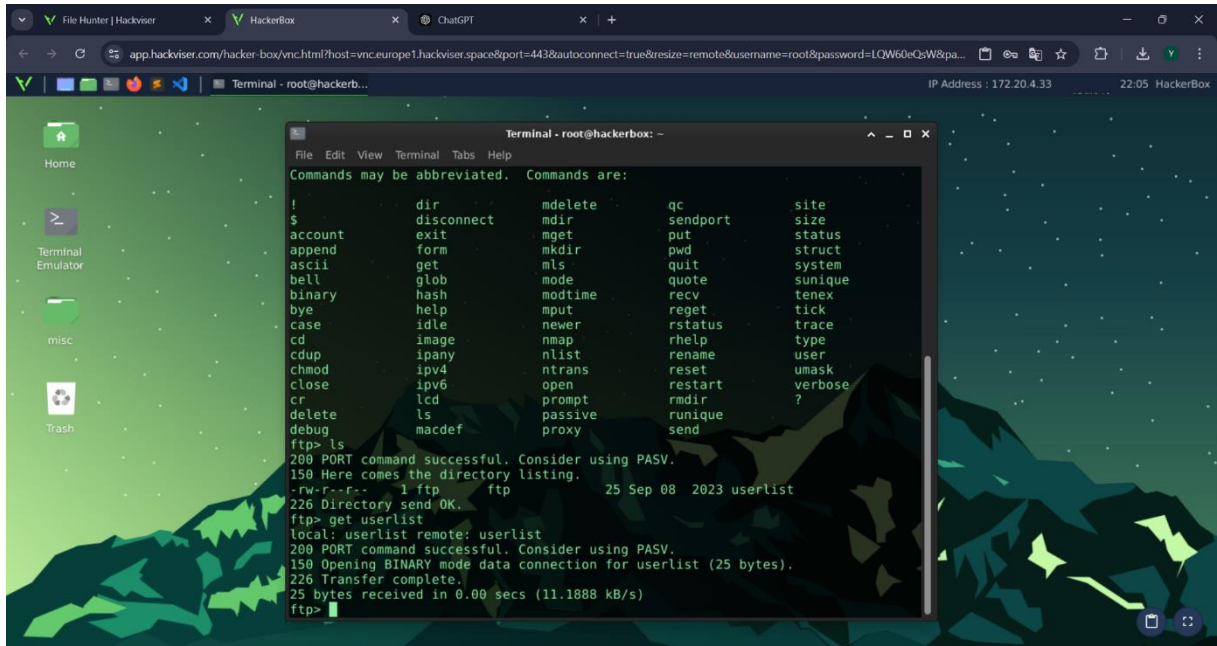 File Hunter | Hackviser
HackerBox
ChatGPT
app.hackviser.com/hacker-box/vnc.html?host=vnc.europe1.hackviser.space&port=443&autoconnect=true&resize=remote&username=root&password=LQW60eQsW&pa...
Y
Terminal - root@hackerb...
IP Address : 172.20.4.33
22:05 HackerBox
Home
Terminal
Emulator
misc
Trash
Terminal - root@hackerbox: ~
File Edit View Terminal Tabs Help
Commands may be abbreviated. Commands are:
! dir mdelete qc site
$ disconnect mdir sendport size
account exit mget put status
append form mkdir pwd struct
ascii get mls quit system
bell glob mode quote sunique
binary hash modtime recv tenex
bye help mput reget tick
case idle newer rstatus trace
cd image nmap rhelp type
cdup ipany nlist rename user
chmod ipv4 ntrans reset umask
close ipv6 open restart verbose
cr lcd prompt rmdir ?
delete ls passive runique
debug macdef proxy send
ftp> ls
200 PORT command successful. Consider using PASV.
150 Here comes the directory listing.
-rw-r--r-- 1 ftp ftp 25 Sep 08 2023 userlist
226 Directory send OK.
ftp> get userlist
local: userlist remote: userlist
200 PORT command successful. Consider using PASV.
150 Opening BINARY mode data connection for userlist (25 bytes).
226 Transfer complete.
25 bytes received in 0.00 secs (11.1888 kB/s)
ftp>